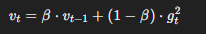 v_t = β · v_{t−1} + (1 − β) · g_t^2